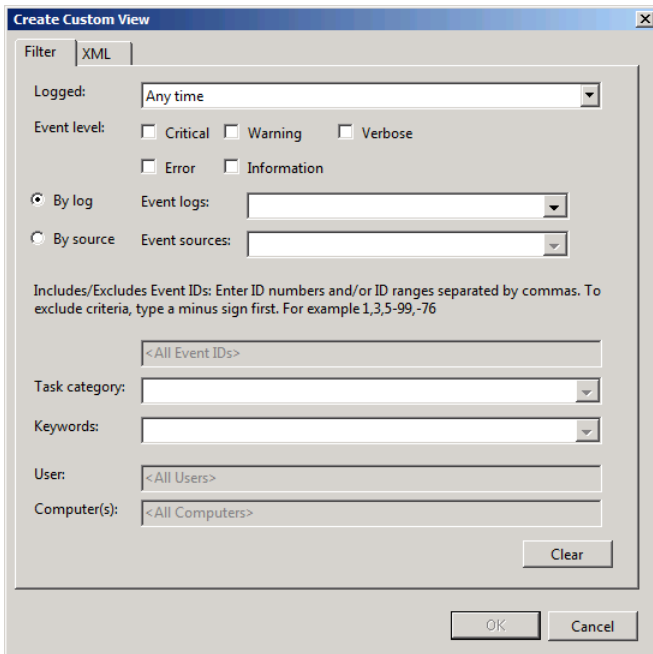 Create Custom View
Filter XML
Logged: Any time
Event level: Critical Warning Verbose
Error Information
By log Event logs:
By source Event sources:
Includes/Excludes Event IDs: Enter ID numbers and/or ID ranges separated by commas. To
exclude criteria, type a minus sign first. For example 1,3,5-99,-76
<All Event IDs>
Task category:
Keywords:
User: <All Users>
Computer(s): <All Computers>
Clear
OK Cancel